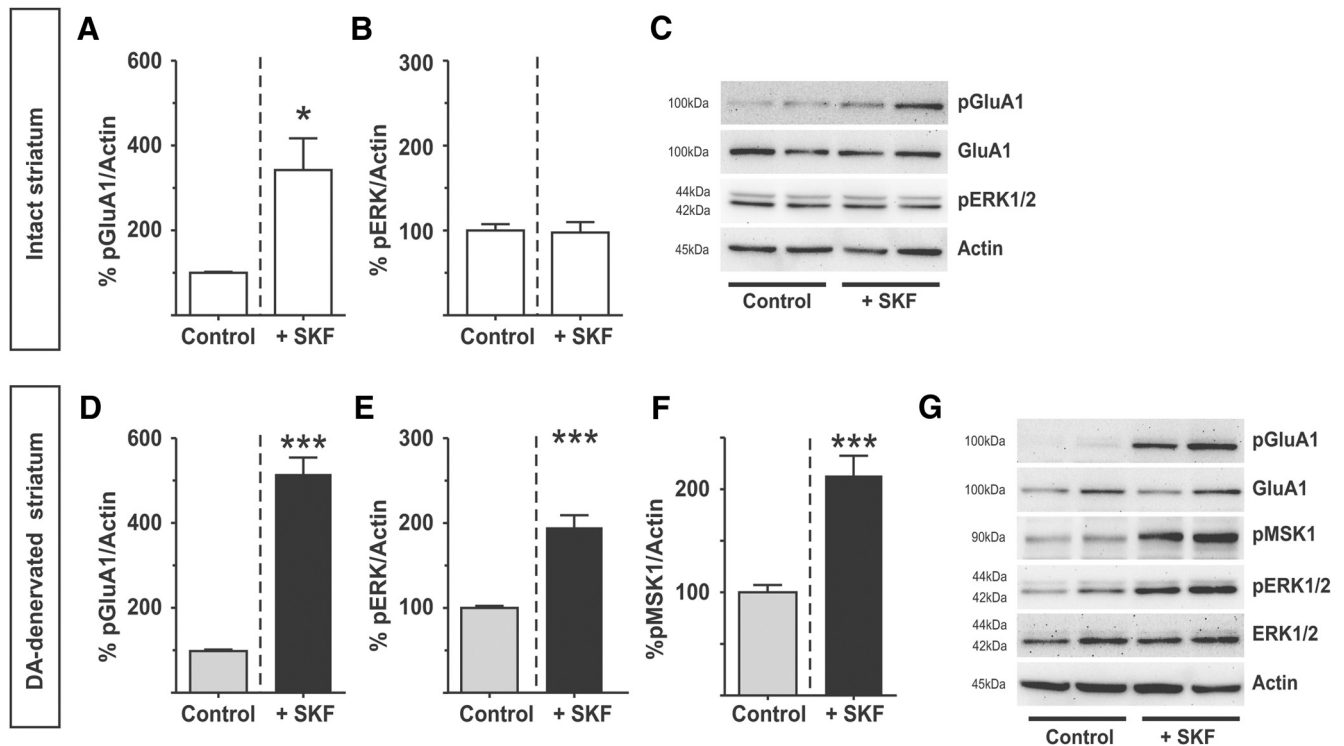 Intact striatum
A
% pGluA1/Actin
600
400
200
*
Control
+ SKF
B
% pERK/Actin
300
200
100
Control
+ SKF
C
100kDa
pGluA1
100kDa
GluA1
44kDa
42kDa
pERK1/2
45kDa
Actin
Control
+ SKF
DA-denervated striatum
D
% pGluA1/Actin
600
400
200
***
Control
+ SKF
E
% pERK/Actin
300
200
100
***
Control
+ SKF
F
%pMSK1/Actin
200
100
***
Control
+ SKF
G
100kDa
pGluA1
100kDa
GluA1
90kDa
pMSK1
44kDa
42kDa
pERK1/2
44kDa
42kDa
ERK1/2
45kDa
Actin
Control
+ SKF